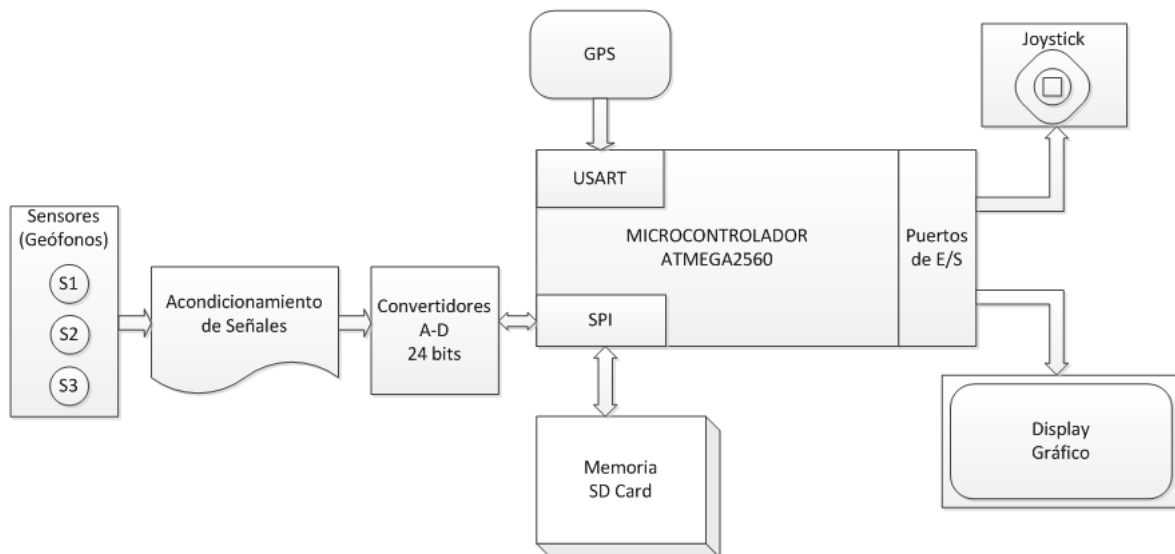 GPS
Joystick
USART
MICROCONTROLADOR
ATMEGA2560
Puertos
de E/S
SPI
Sensores
(Geófonos)
S1
S2
S3
Acondicionamiento
de Señales
Convertidores
A-D
24 bits
Memoria
SD Card
Display
Gráfico